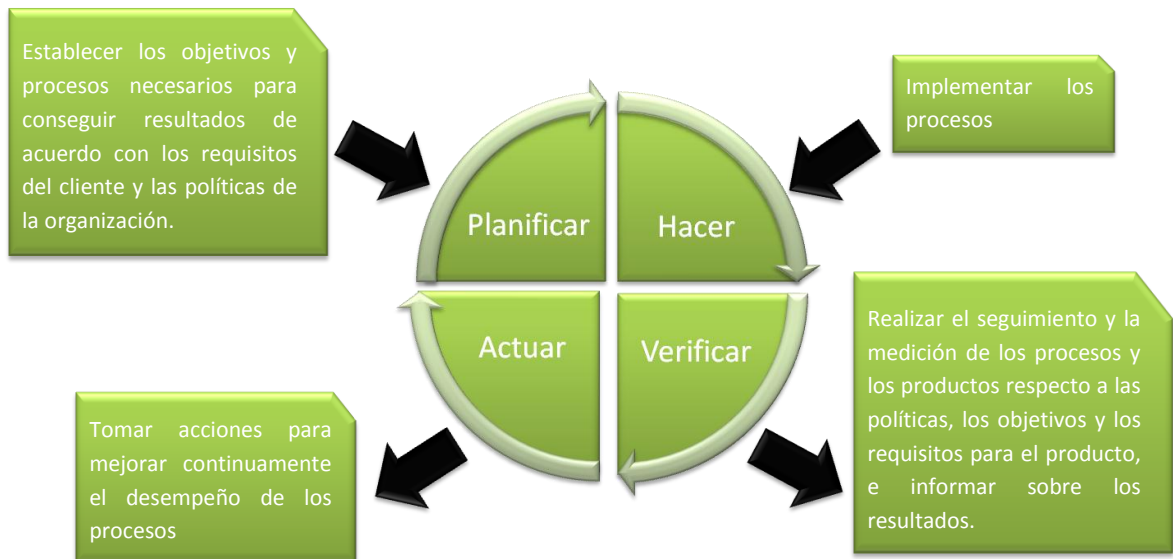 Establecer los objetivos y
procesos necesarios para
conseguir resultados de
acuerdo con los requisitos
del cliente y las políticas de
la organización.
Implementar los
procesos
Planificar
Hacer
Actuar
Verificar
Tomar acciones para
mejorar continuamente
el desempeño de los
procesos
Realizar el seguimiento y la
medición de los procesos y
los productos respecto a las
políticas, los objetivos y los
requisitos para el producto,
e informar sobre los
resultados.